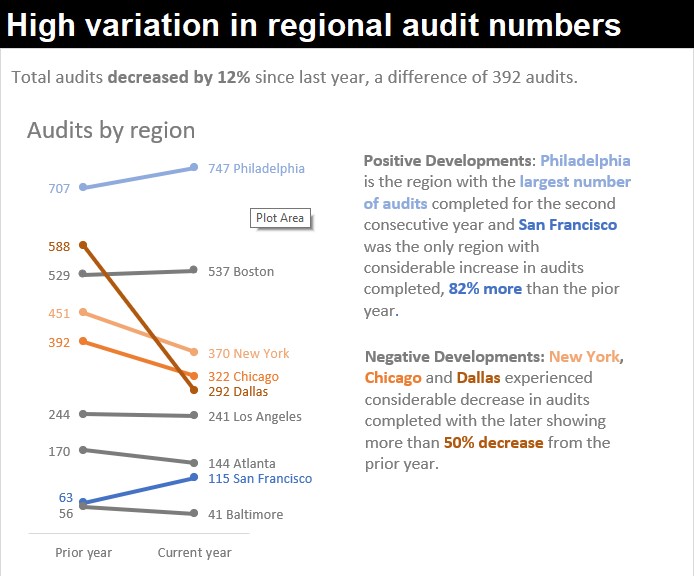 High variation in regional audit numbers
Total audits decreased by 12% since last year, a difference of 392 audits.
Audits by region
707
747 Philadelphia
Plot Area
588
529
537 Boston
451
392
370 New York
322 Chicago
292 Dallas
244
241 Los Angeles
170
144 Atlanta
115 San Francisco
63
56
41 Baltimore
Prior year
Current year
Positive Developments: Philadelphia
is the region with the largest number
of audits completed for the second
consecutive year and San Francisco
was the only region with
considerable increase in audits
completed, 82% more than the pior
year.
Negative Developments: New York,
Chicago and Dallas experienced
considerable decrease in audits
completed with the later showing
more than 50% decrease from the
prior year.